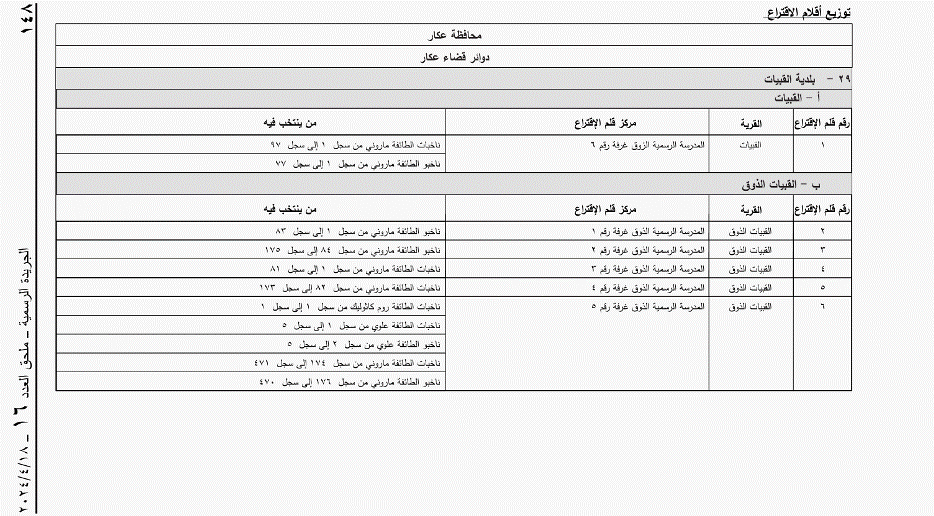 توزيع أقلام الاقتراع
محافظة عكار
دوائر قضاء عكار
٢٩ - بلدية القبيات
أ - القبيات
رقم قلم الإقتراع القرية مركز قلم الإقتراع من ينتخب فيه
١ القبيات المدرسة الرسمية الزوق غرفة رقم ٦ ناخبات الطائفة ماروني من سجل ١ إلى سجل ٩٧
ناخبو الطائفة ماروني من سجل ١ إلى سجل ٧٧
ب - القبيات الذوق
رقم قلم الإقتراع القرية مركز قلم الإقتراع من ينتخب فيه
٢ القبيات الذوق المدرسة الرسمية الذوق غرفة رقم ١ ناخبو الطائفة ماروني من سجل ١ إلى سجل ٨٣
٣ القبيات الذوق المدرسة الرسمية الذوق غرفة رقم ٢ ناخبو الطائفة ماروني من سجل ٨٤ إلى سجل ١٧٥
٤ القبيات الذوق المدرسة الرسمية الذوق غرفة رقم ٣ ناخبات الطائفة ماروني من سجل ١ إلى سجل ٨١
٥ القبيات الذوق المدرسة الرسمية الذوق غرفة رقم ٤ ناخبات الطائفة ماروني من سجل ٨٢ إلى سجل ١٧٣
٦ القبيات الذوق المدرسة الرسمية الذوق غرفة رقم ٥ ناخبات الطائفة روم كاثوليك من سجل ١ إلى سجل ١
ناخبات الطائفة علوي من سجل ١ إلى سجل ٥
ناخبو الطائفة علوي من سجل ٢ إلى سجل ٥
ناخبات الطائفة ماروني من سجل ١٧٤ إلى سجل ٤٧١
ناخبو الطائفة ماروني من سجل ١٧٦ إلى سجل ٤٧٠
١٤٨
الجريدة الرسمية ـ ملحق العدد ١٦ ـ ٢٠٢٤/٤/١٨